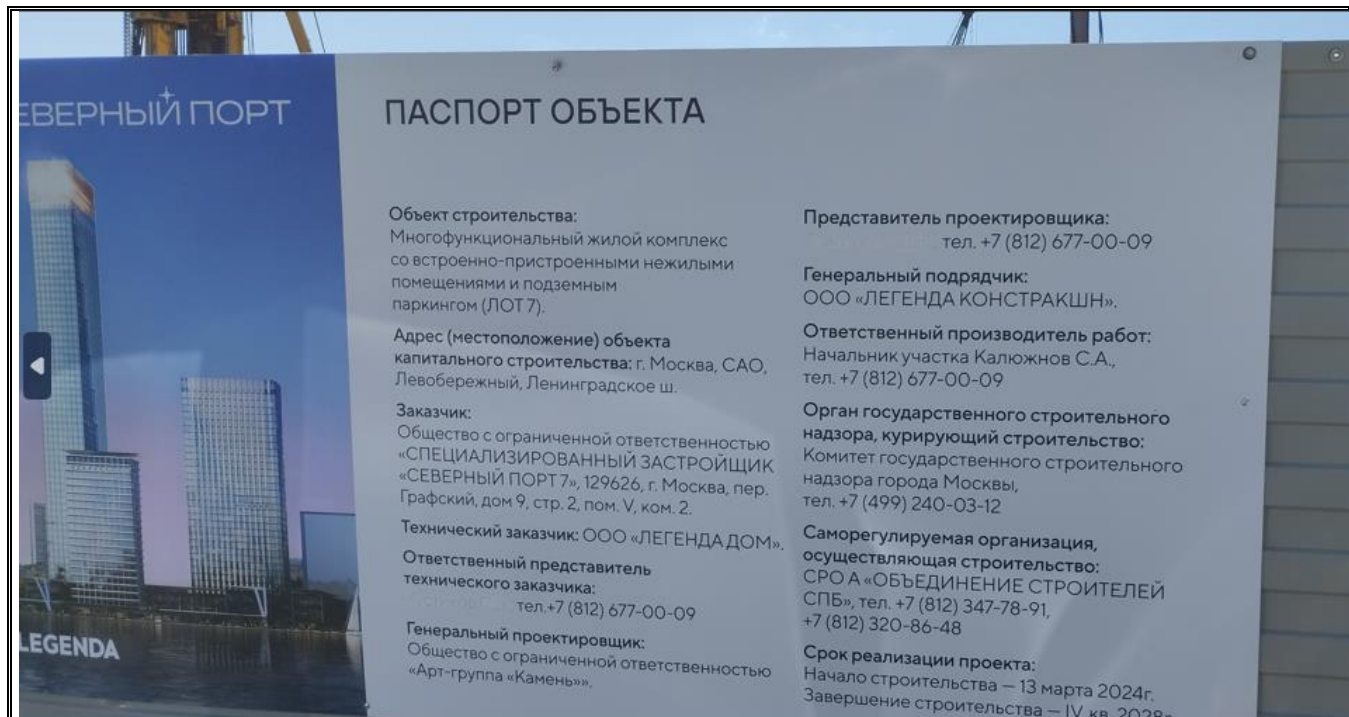 ЕВЕРНЫЙ ПОРТ
LEGENDA
ПАСПОРТ ОБЪЕКТА
Объект строительства:
Многофункциональный жилой комплекс
со встроенно-пристроенными нежилыми
помещениями и подземным
паркингом (ЛОТ 7).
Адрес (местоположение) объекта
капитального строительства: г. Москва, САО,
Левобережный, Ленинградское ш.
Заказчик:
Общество с ограниченной ответственностью
«СПЕЦИАЛИЗИРОВАННЫЙ ЗАСТРОЙЩИК
«СЕВЕРНЫЙ ПОРТ 7», 129626, г. Москва, пер.
Графский, дом 9, стр. 2, пом. V, ком. 2.
Технический заказчик: ООО «ЛЕГЕНДА ДОМ».
Ответственный представитель
технического заказчика:
тел.+7 (812) 677-00-09
Генеральный проектировщик:
Общество с ограниченной ответственностью
«Арт-группа «Камень»».
Представитель проектировщика:
тел. +7 (812) 677-00-09
Генеральный подрядчик:
ООО «ЛЕГЕНДА КОНСТРАКШН».
Ответственный производитель работ:
Начальник участка Калюжнов С.А.,
тел. +7 (812) 677-00-09
Орган государственного строительного
надзора, курирующий строительство:
Комитет государственного строительного
надзора города Москвы,
тел. +7 (499) 240-03-12
Саморегулируемая организация,
осуществляющая строительство:
СРО А «ОБЪЕДИНЕНИЕ СТРОИТЕЛЕЙ
СПБ», тел. +7 (812) 347-78-91,
+7 (812) 320-86-48
Срок реализации проекта:
Начало строительства — 13 марта 2024г.
Завершение строительства — IV кв. 2028г.